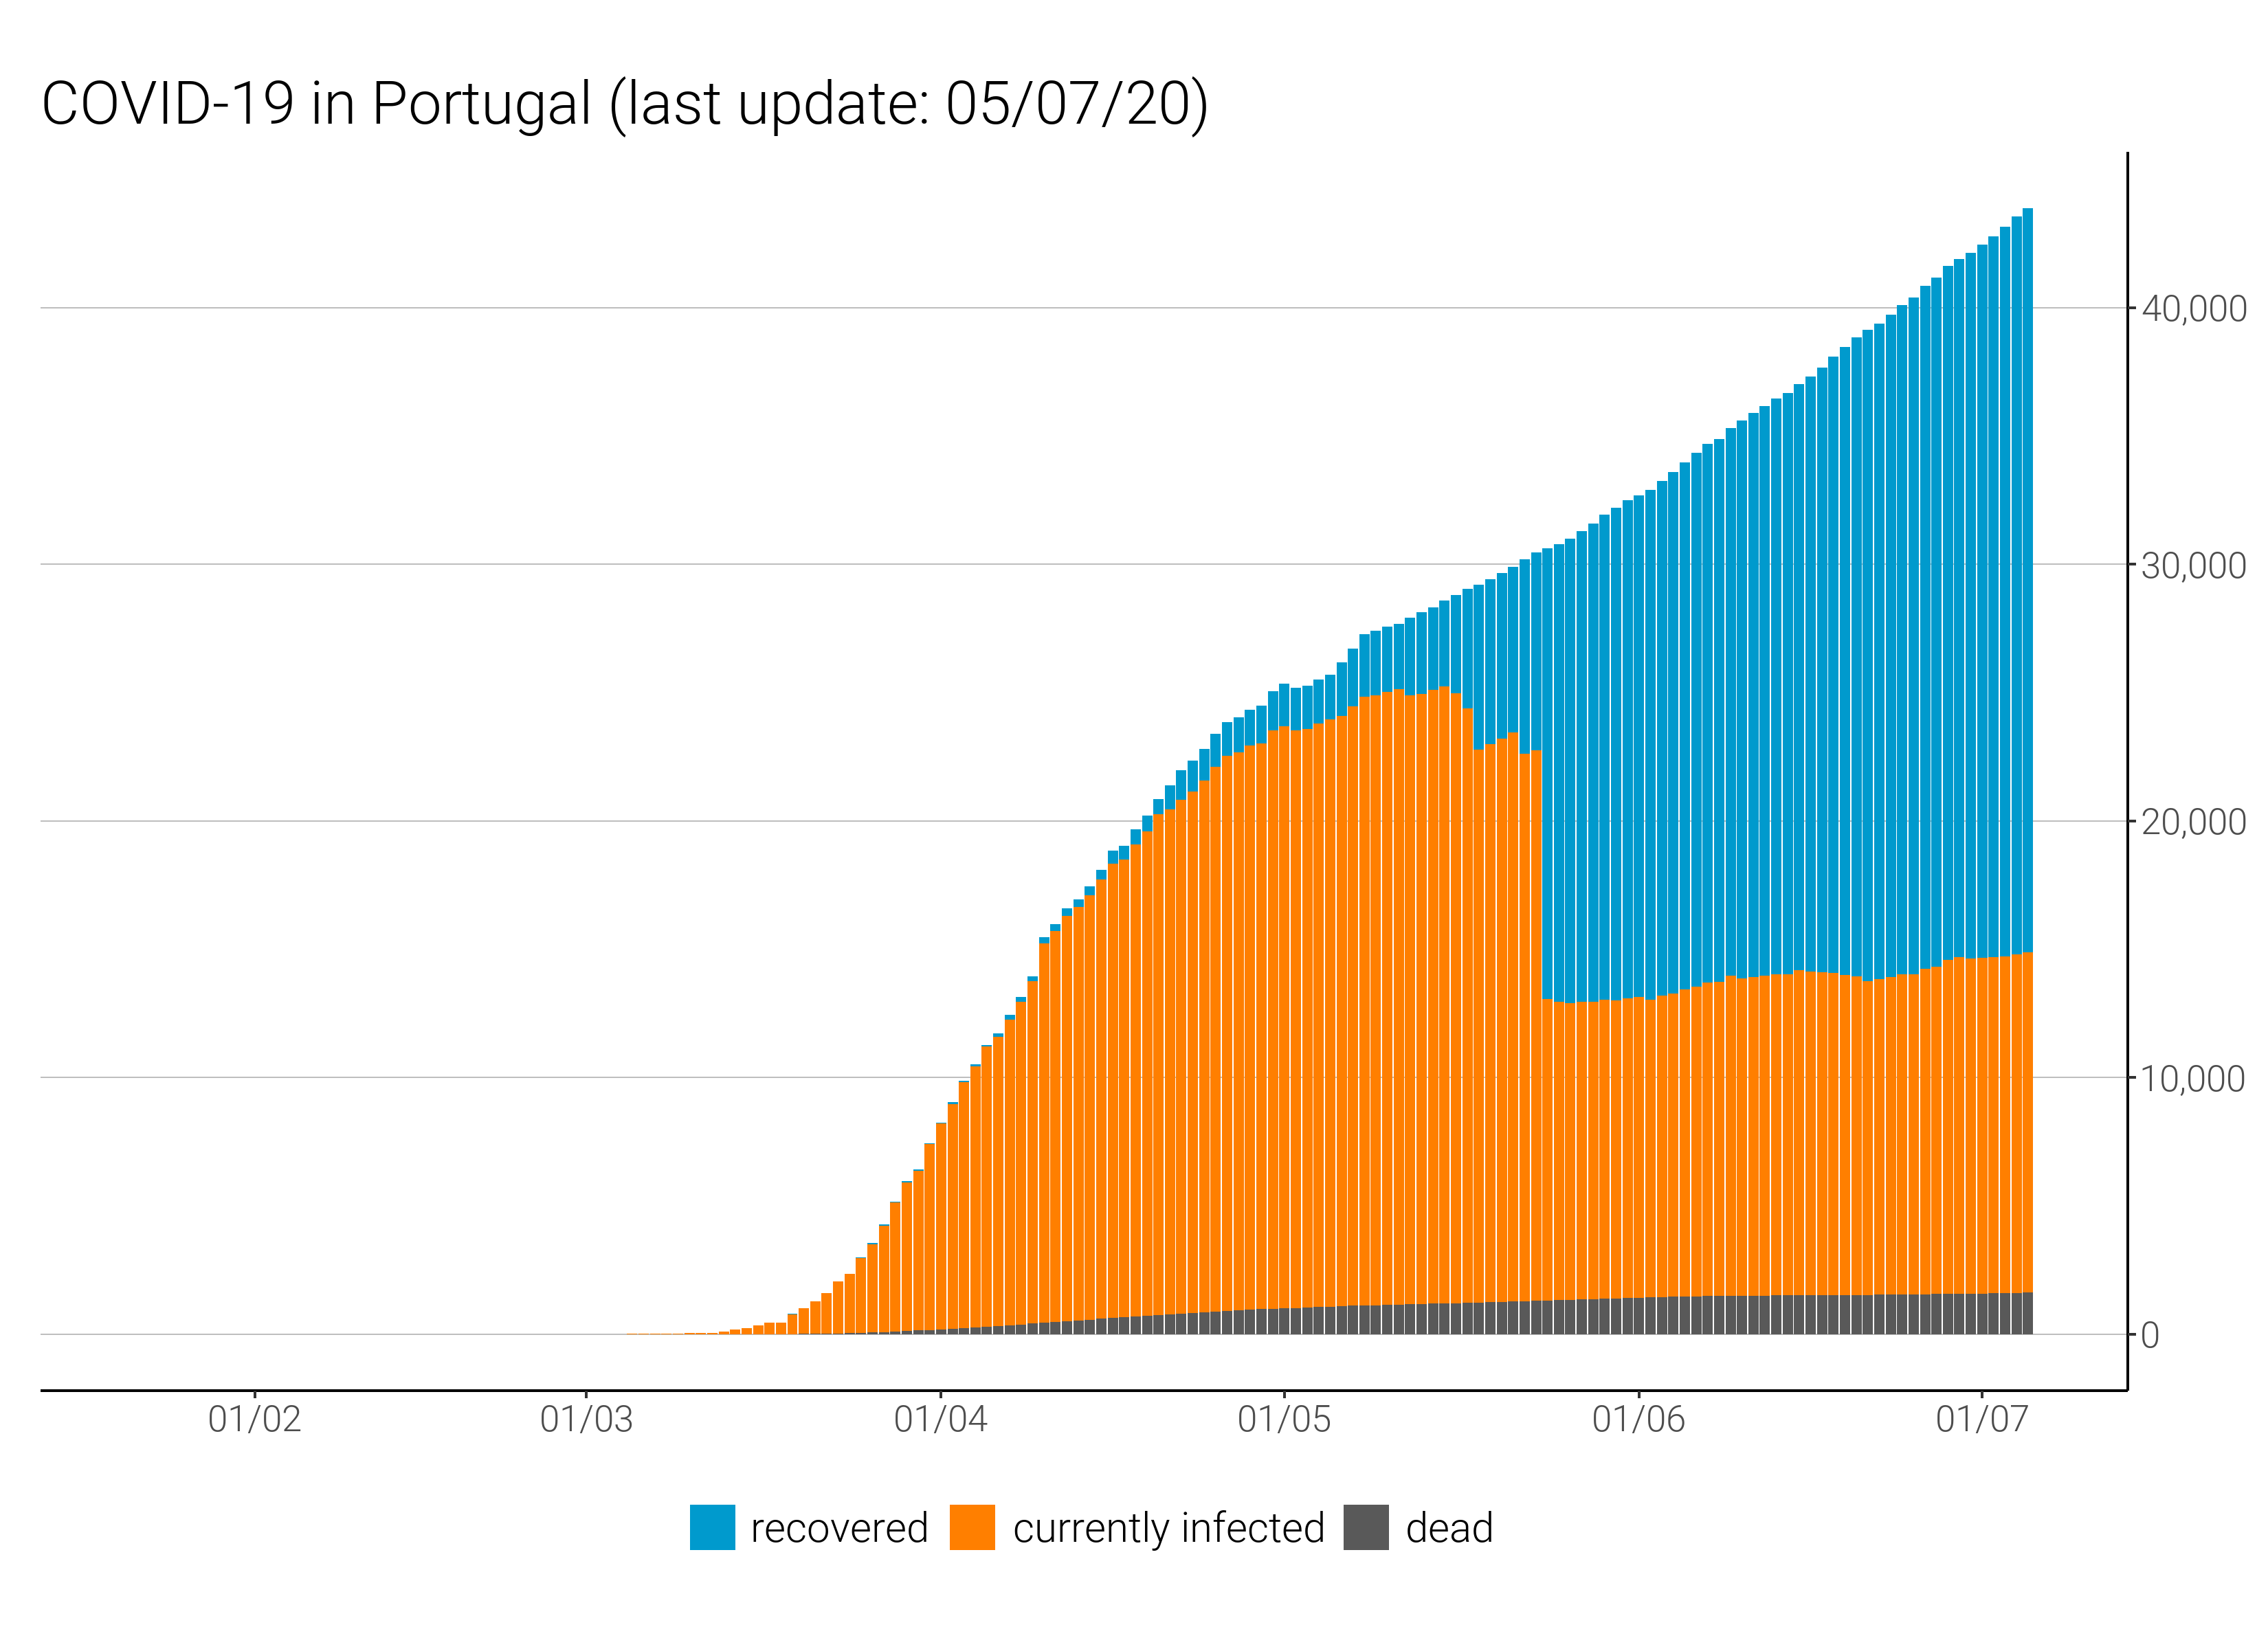 COVID-19 in Portugal (last update: 05/07/20)
40,000
30,000
20,000
10,000
0
01/02 01/03 01/04 01/05 01/06 01/07
recovered currently infected dead